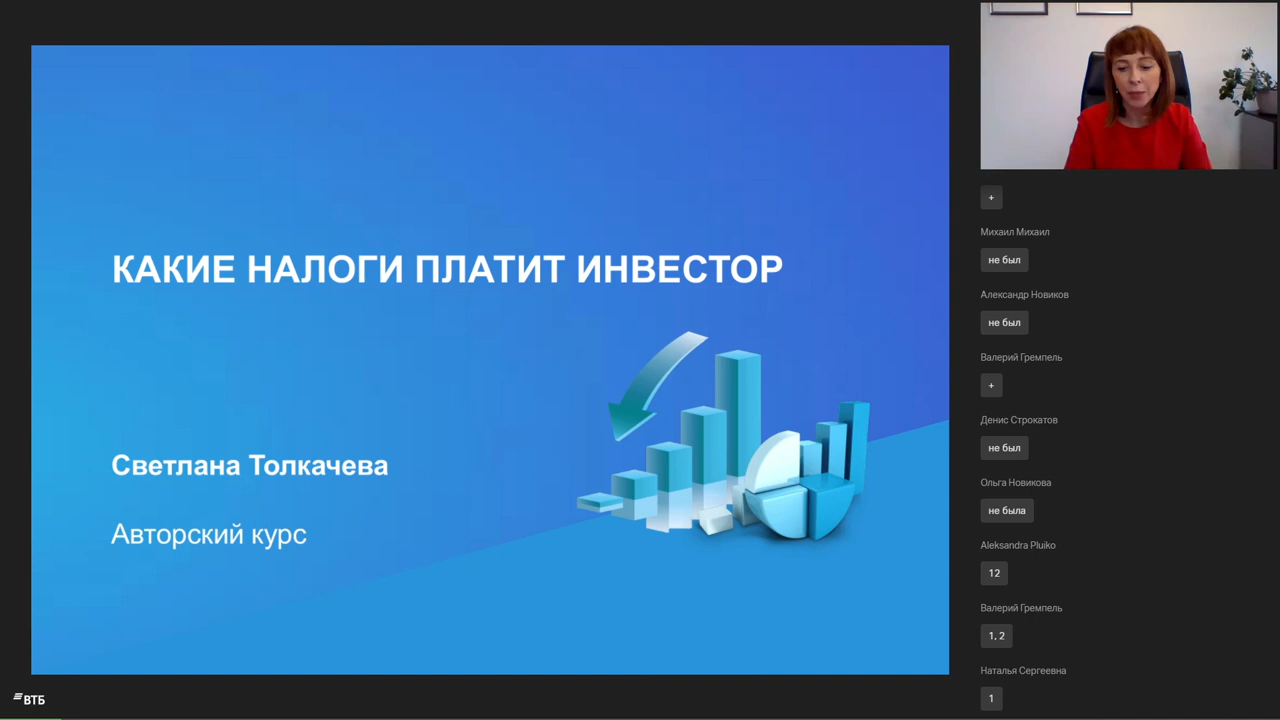 КАКИЕ НАЛОГИ ПЛАТИТ ИНВЕСТОР
Светлана Толкачева
Авторский курс
ВТБ
+
Михаил Михаил
не был
Александр Новиков
не был
Валерий Гремпель
+
Денис Строкатов
не был
Ольга Новикова
не была
Aleksandra Pluiko
12
Валерий Гремпель
1, 2
Наталья Сергеевна
1